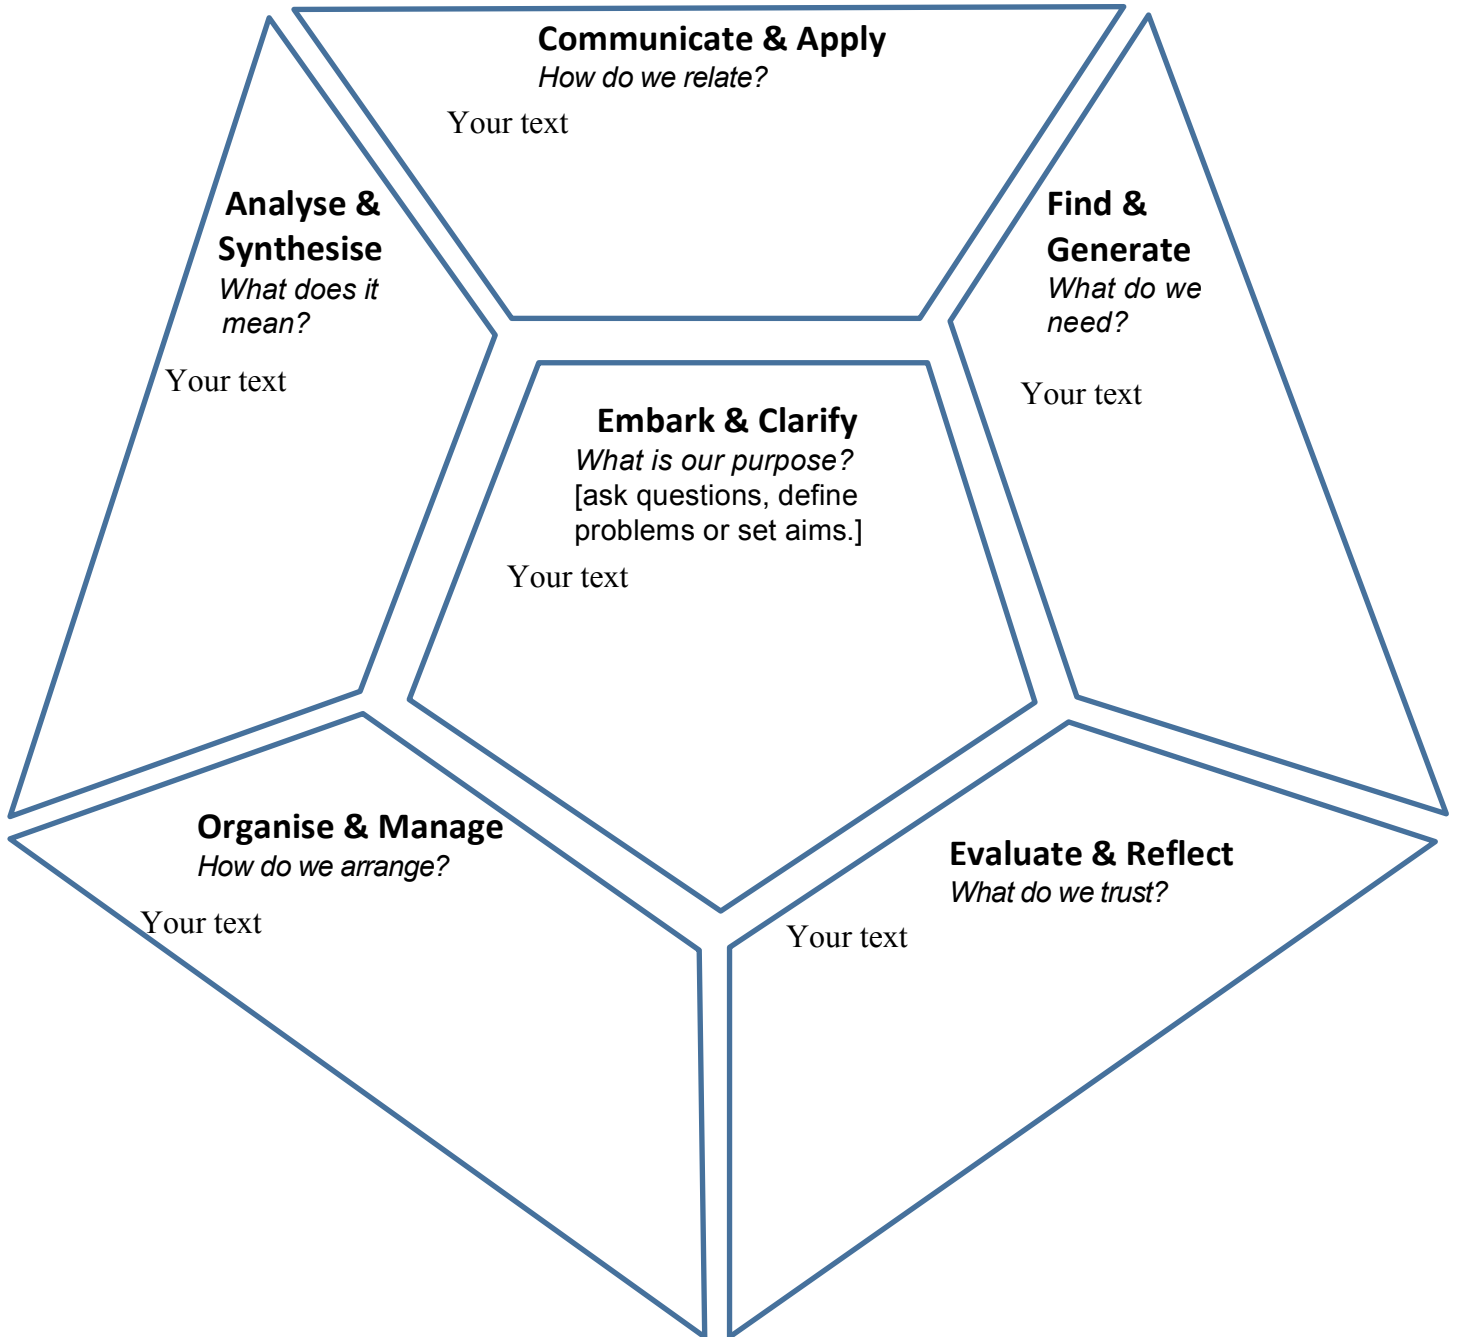 Communicate & Apply
How do we relate?
Your text
Analyse &
Synthesise
What does it
mean?
Your text
Find &
Generate
What do we
need?
Your text
Embark & Clarify
What is our purpose?
[ask questions, define
problems or set aims.]
Your text
Organise & Manage
How do we arrange?
Your text
Evaluate & Reflect
What do we trust?
Your text